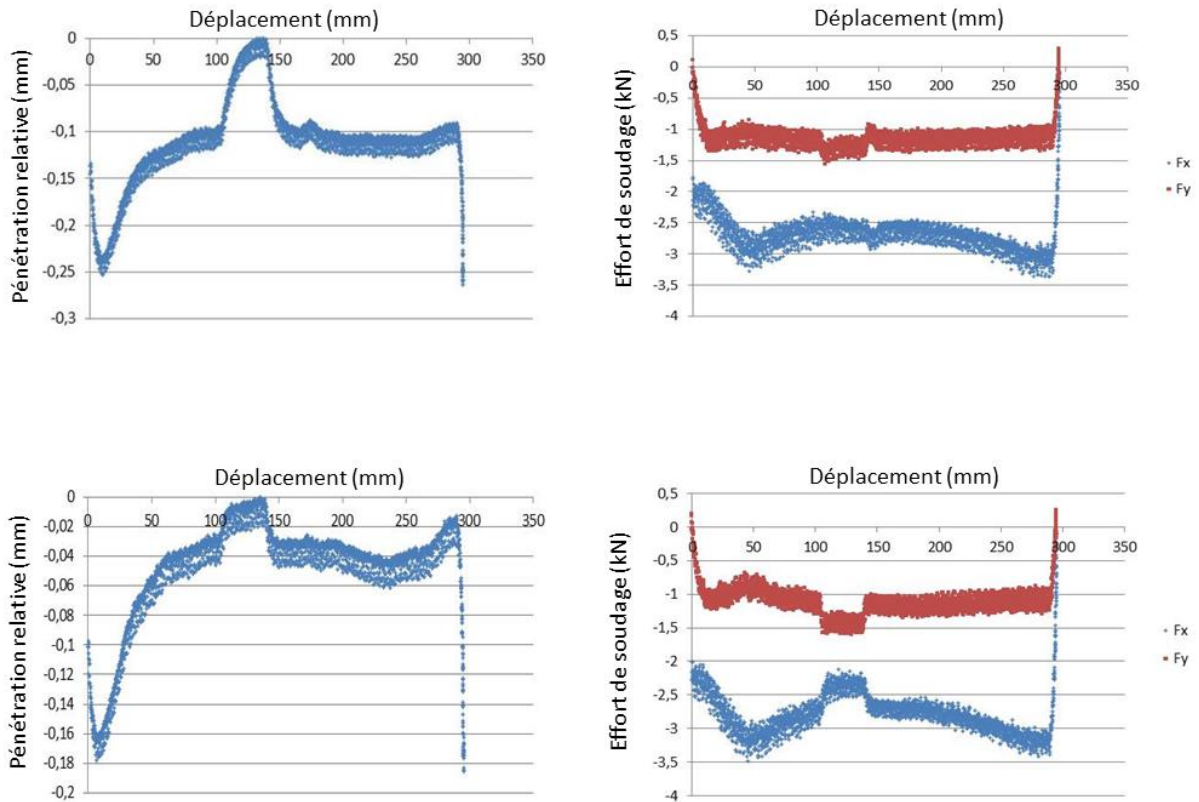 Déplacement (mm)
0
0 50 100 150 200 250 300 350
-0,05
-0,1
-0,15
-0,2
-0,25
-0,3
Pénétration relative (mm)
Déplacement (mm)
0,5
0
0 50 100 150 200 250 300 350
-0,5
-1
-1,5
-2
-2,5
-3
-3,5
-4
Effort de soudage (kN)
Fx
Fy
Déplacement (mm)
0
0 50 100 150 200 250 300 350
-0,02
-0,04
-0,06
-0,08
-0,1
-0,12
-0,14
-0,16
-0,18
-0,2
Pénétration relative (mm)
Déplacement (mm)
0,5
0
0 50 100 150 200 250 300 350
-0,5
-1
-1,5
-2
-2,5
-3
-3,5
-4
Effort de soudage (kN)
Fx
Fy